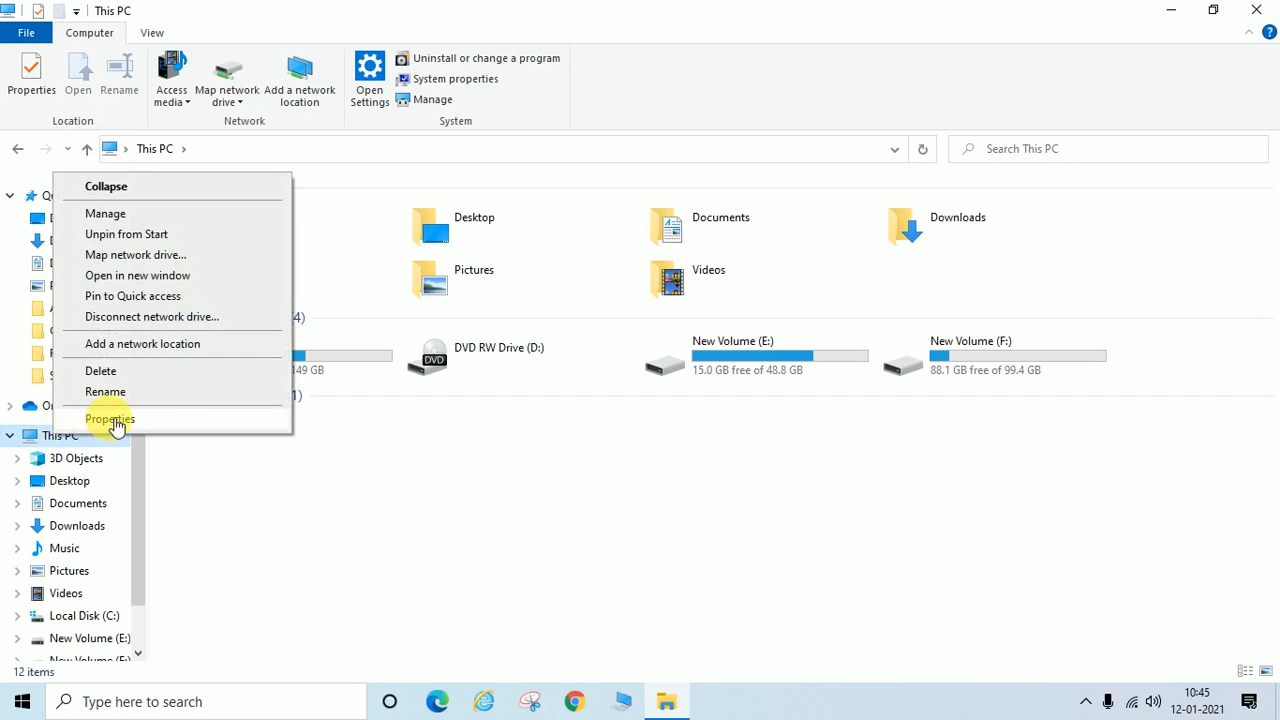 This PC
File Computer View
Properties Open Rename Access media Map network drive Add a network location Open Settings Uninstall or change a program
System properties
Manage
Location Network System
This PC Search This PC
Collapse
Manage
Unpin from Start
Map network drive...
Open in new window
Pin to Quick access
Disconnect network drive...
Add a network location
Delete
Rename
Properties
Desktop Documents Downloads
Pictures Videos
(4)
DVD RW Drive (D:) New Volume (E:) New Volume (F:)
149 GB 15.0 GB free of 48.8 GB 88.1 GB free of 99.4 GB
DVD
1)
This PC
3D Objects
Desktop
Documents
Downloads
Music
Pictures
Videos
Local Disk (C:)
New Volume (E:)
12 items
Type here to search
10:45
12-01-2021